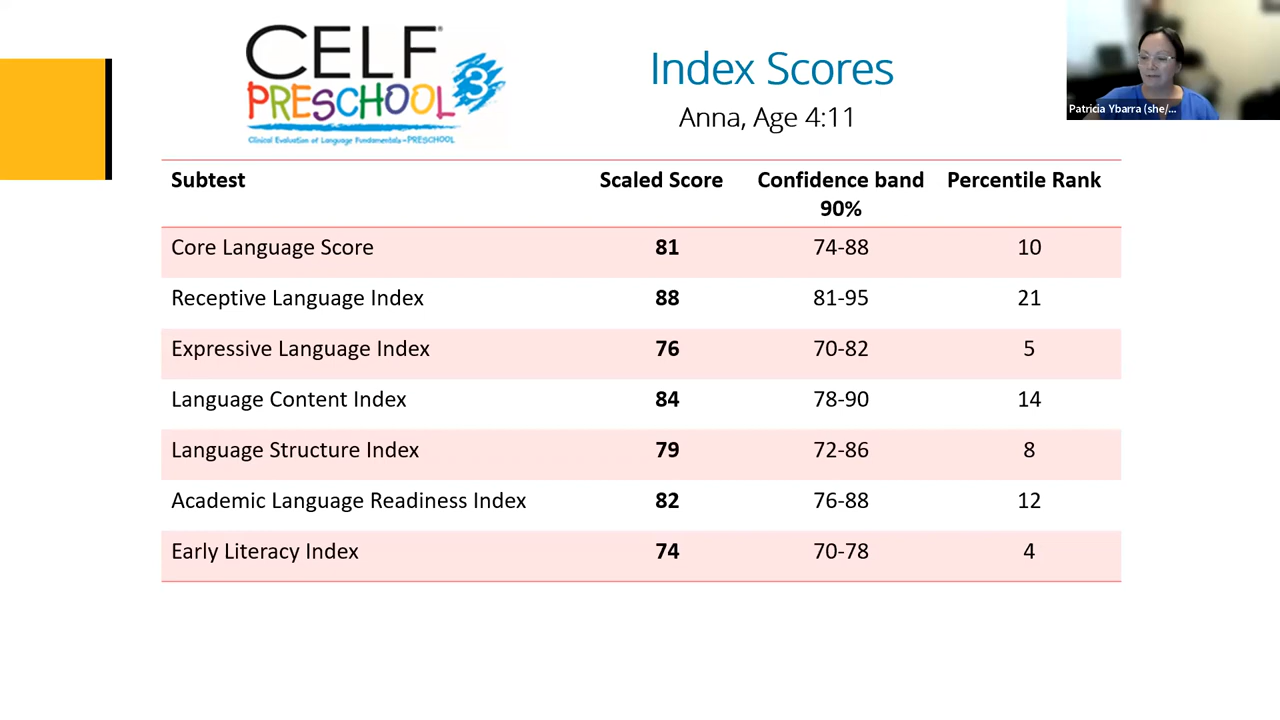 CELF®
PRESCHOOL 3
Clinical Evaluation of Language Fundamentals®-PRESCHOOL
Index Scores
Anna, Age 4:11
Patricia Ybarra (she/...
Subtest Scaled Score Confidence band 90% Percentile Rank
Core Language Score 81 74-88 10
Receptive Language Index 88 81-95 21
Expressive Language Index 76 70-82 5
Language Content Index 84 78-90 14
Language Structure Index 79 72-86 8
Academic Language Readiness Index 82 76-88 12
Early Literacy Index 74 70-78 4